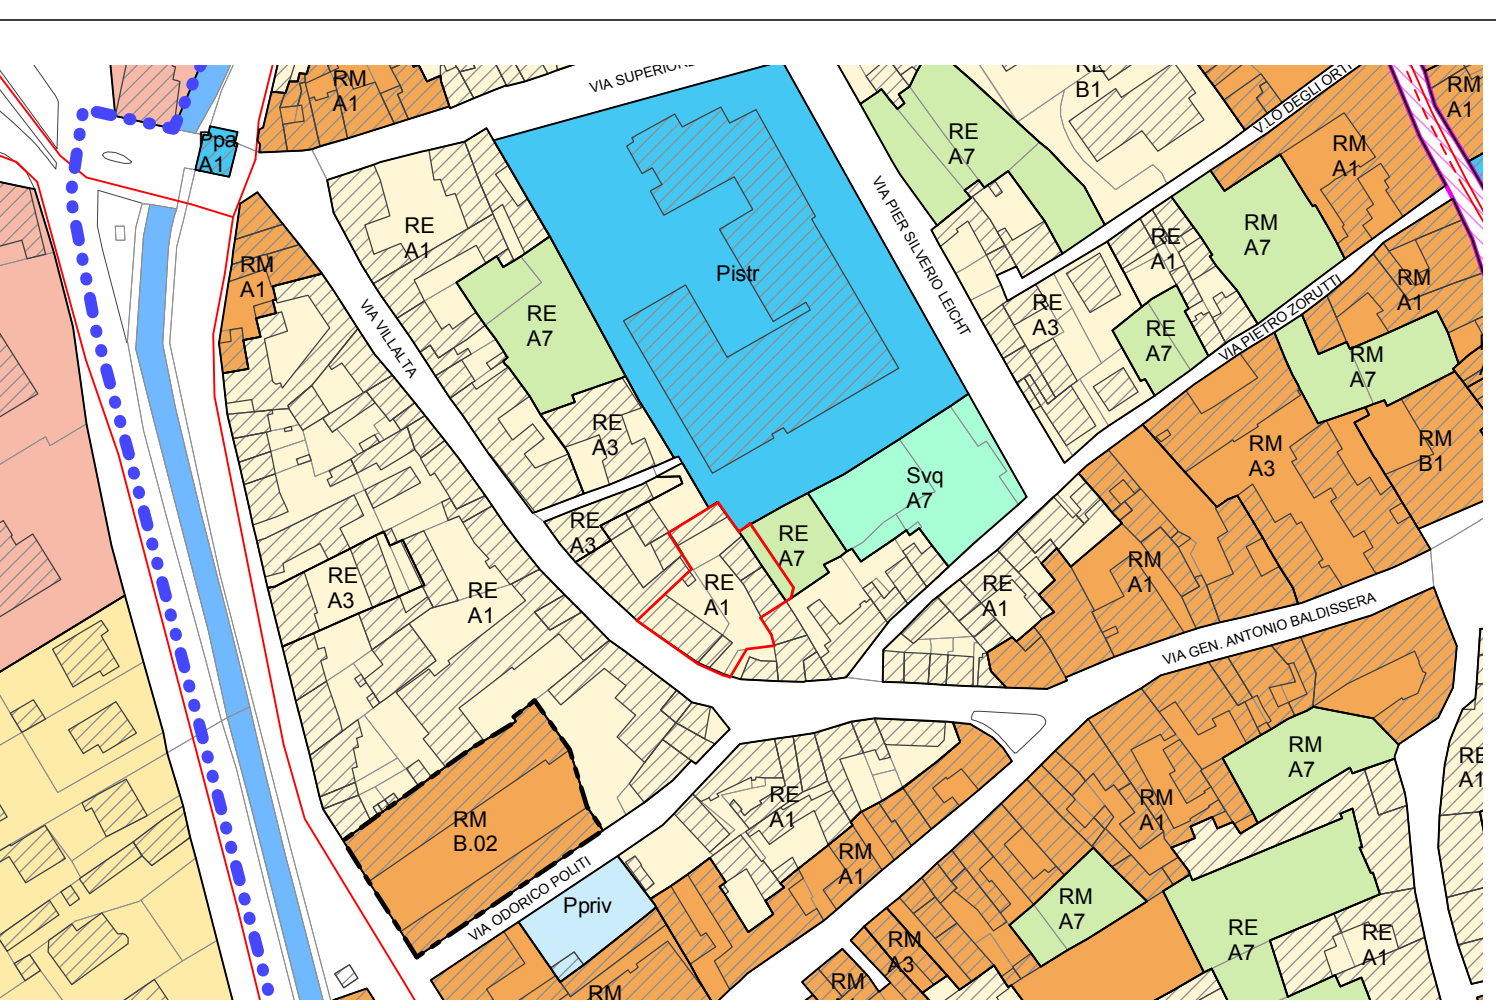 VIA SUPERIORE
RM
A1
RE
B1
RM
A1
V.LO DEGLI ORTI
Ppa
A1
RE
A7
RM
A1
VIA PIER SILVERIO LEICHT
RE
A1
RE
A1
RM
A7
RM
A1
Pistr
RM
A1
VIA VILLALTA
RE
A7
RE
A3
RE
A7
VIA PIETRO ZORUTTI
RM
A7
RE
A3
RM
A3
RM
B1
Svq
A7
RE
A3
RE
A7
RE
A3
RE
A1
RE
A1
RE
A1
RM
A1
VIA GEN. ANTONIO BALDISSERA
RM
A7
RE
A1
RM
B.02
RE
A1
RM
A1
RM
A1
VIA ODORICO POLITI
Ppriv
RM
A7
RE
A7
RE
A1
RM
A3
RM
RM